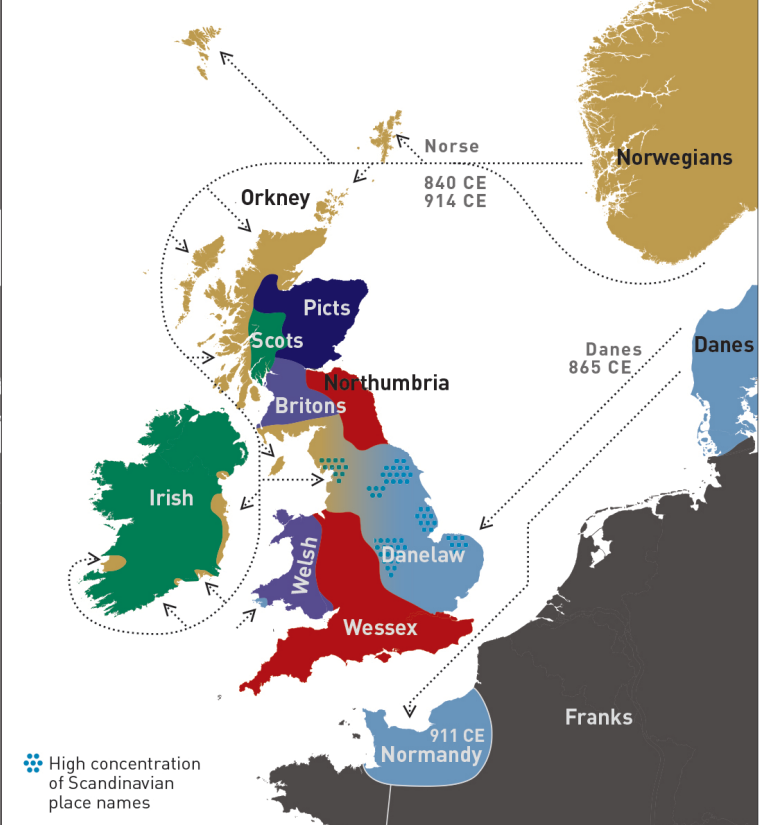 Norse
Norwegians
840 CE
914 CE
Orkney
Picts
Scots
Danes
865 CE
Danes
Northumbria
Britons
Irish
Welsh
Danelaw
Wessex
Franks
911 CE
Normandy
High concentration
of Scandinavian
place names